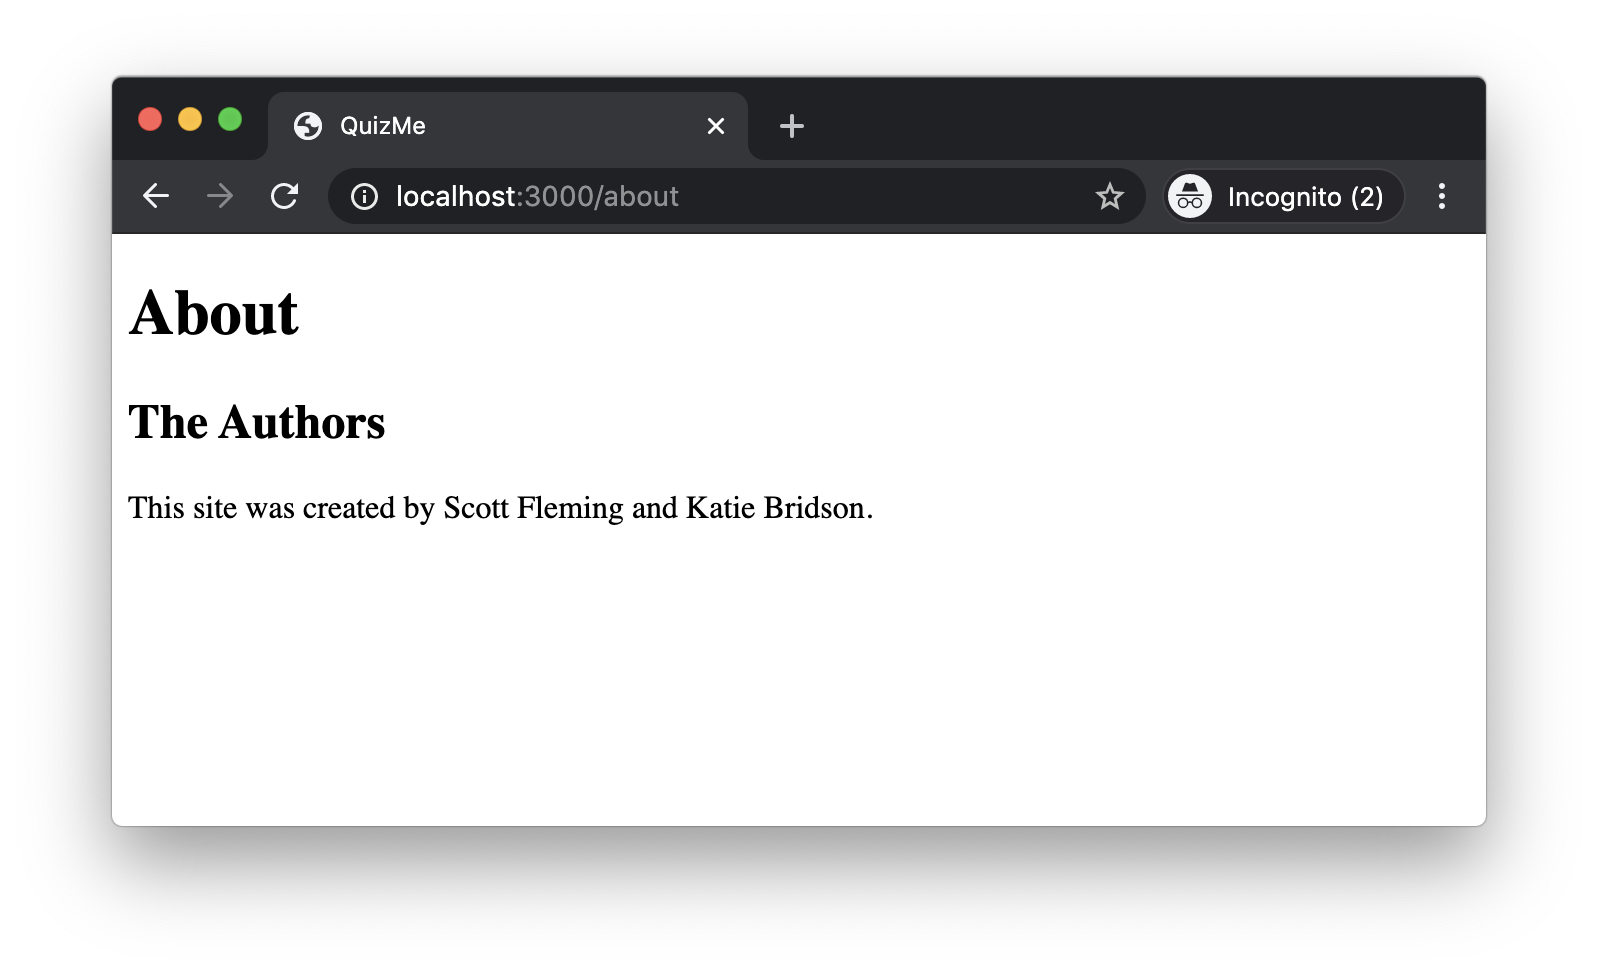 QuizMe
localhost:3000/about
Incognito (2)
About
The Authors
This site was created by Scott Fleming and Katie Bridson.